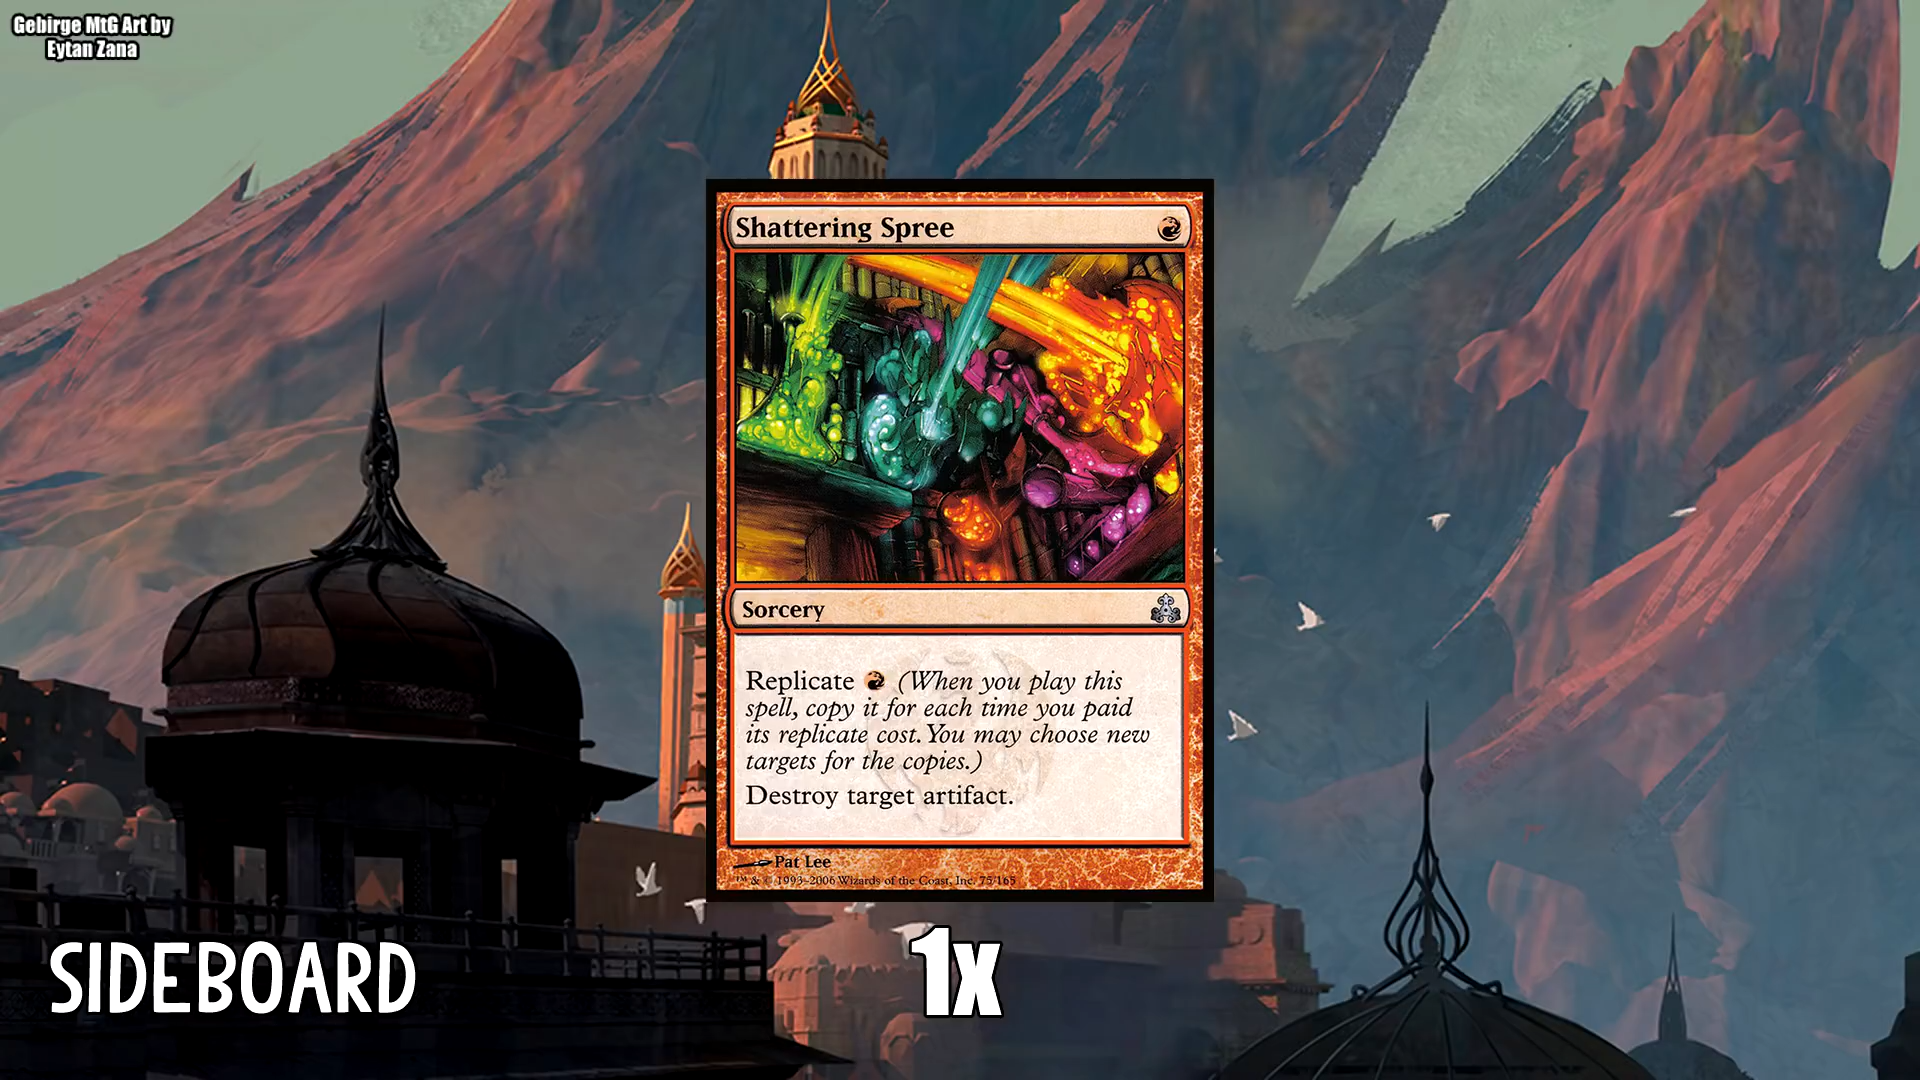 Gebirge MtG Art by
Eytan Zana
Shattering Spree
Sorcery
Replicate (When you play this
spell, copy it for each time you paid
its replicate cost. You may choose new
targets for the copies.)
Destroy target artifact.
Pat Lee
™ & © 1993-2006 Wizards of the Coast, Inc. 75/165
SIDEBOARD
1x